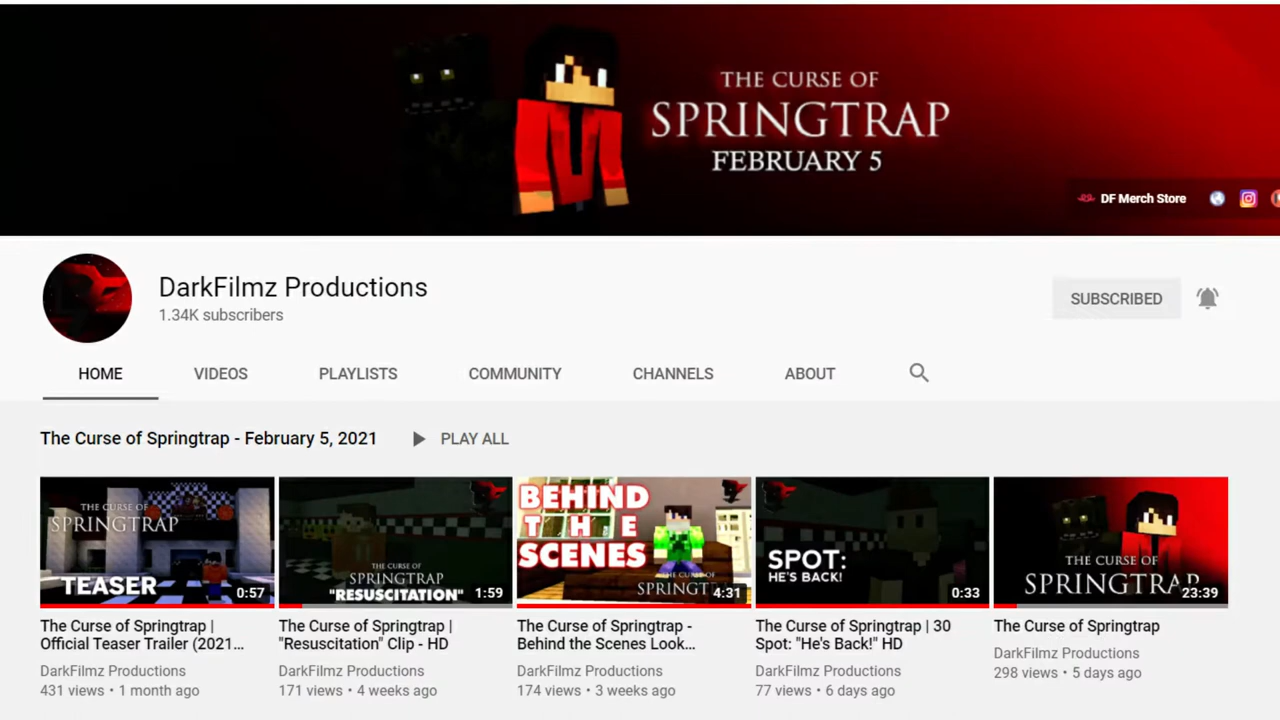 THE CURSE OF
SPRINGTRAP
FEBRUARY 5
DF Merch Store
DarkFilmz Productions
1.34K subscribers
SUBSCRIBED
HOME VIDEOS PLAYLISTS COMMUNITY CHANNELS ABOUT
The Curse of Springtrap - February 5, 2021 PLAY ALL
THE CURSE OF
SPRINGTRAP
TEASER
0:57
THE CURSE OF
SPRINGTRAP
"RESUSCITATION"
1:59
BEHIND
THE
SCENES
THE CURSE OF
4:31
SPOT:
HE'S BACK!
0:33
THE CURSE OF
SPRINGTRAP
23:39
The Curse of Springtrap |
Official Teaser Trailer (2021...
DarkFilmz Productions
431 views • 1 month ago
The Curse of Springtrap |
"Resuscitation" Clip - HD
DarkFilmz Productions
171 views • 4 weeks ago
The Curse of Springtrap -
Behind the Scenes Look...
DarkFilmz Productions
174 views • 3 weeks ago
The Curse of Springtrap | 30
Spot: "He's Back!" HD
DarkFilmz Productions
77 views • 6 days ago
The Curse of Springtrap
DarkFilmz Productions
298 views • 5 days ago